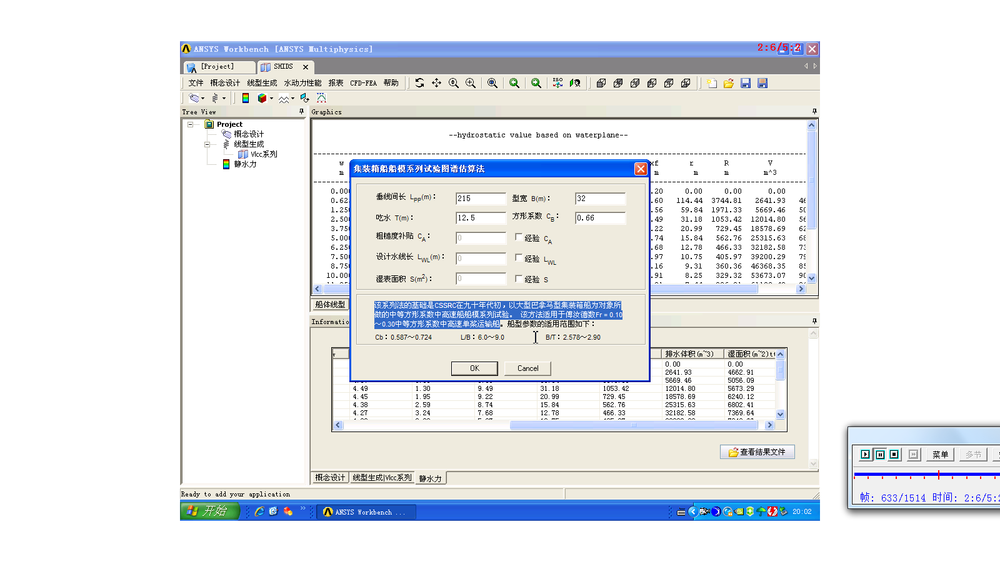 ANSYS Workbench [ANSYS Multiphysics]
2:6/5:2
[Project]
SHIDS
文件 概念设计 线型生成 水动力性能 报表 CFD-FEA 帮助
ISO
Tree View
Graphics
Project
概念设计
线型生成
Vlcc系列
静水力
--hydrostatic value based on waterplane--
w xf r R V
m m m m m^3
0.000 .20 0.00 0.00 0.00
0.62 .60 114.44 3744.81 2641.93 46
1.25 .56 59.84 1971.33 5669.46 50
2.50 .49 31.18 1053.42 12014.80 56
3.75 .22 20.99 729.45 18578.69 62
5.00 .74 15.84 562.76 25315.63 68
6.25 .68 12.78 466.33 32182.58 73
7.50 .97 10.75 405.97 39200.29 79
8.75 .16 9.31 360.36 46368.35 85
10.00 .91 8.25 329.32 53673.07 90
集装箱船船模系列试验图谱估算法
垂线间长 LPP(m)： 215 型宽 B(m)： 32
吃水 T(m)： 12.5 方形系数 CB： 0.66
粗糙度补贴 CA： 0 经验 CA
设计水线长 LWL(m)： 0 经验 LWL
湿表面积 S(m²)： 0 经验 S
该系列法的基础是CSSRC在九十年代初，以大型巴拿马型集装箱船为对象所
做的中等方形系数中高速船船模系列试验。 该方法适用于傅汝德数Fr = 0.10
～0.30中等方形系数中高速单桨运输船。船型参数的适用范围如下：
Cb：0.587～0.724 L/B：6.0～9.0 B/T：2.578～2.90
OK Cancel
船体线型
Informatio
w 排水体积(m^3) 湿面积(m^2) t
0.00 0.00
2641.93 4662.91
5669.46 5056.09
4.49 1.30 9.49 31.18 1053.42 12014.80 5673.29
4.45 1.95 9.22 20.99 729.45 18578.69 6240.12
4.38 2.59 8.74 15.84 562.76 25315.63 6802.41
4.27 3.24 7.68 12.78 466.33 32182.58 7369.64
查看结果文件
概念设计 线型生成|Vlcc系列 静水力
Ready to add your application
开始
ANSYS Workbench ...
20:02
菜单 多节
帧: 633/1514 时间: 2:6/5:2